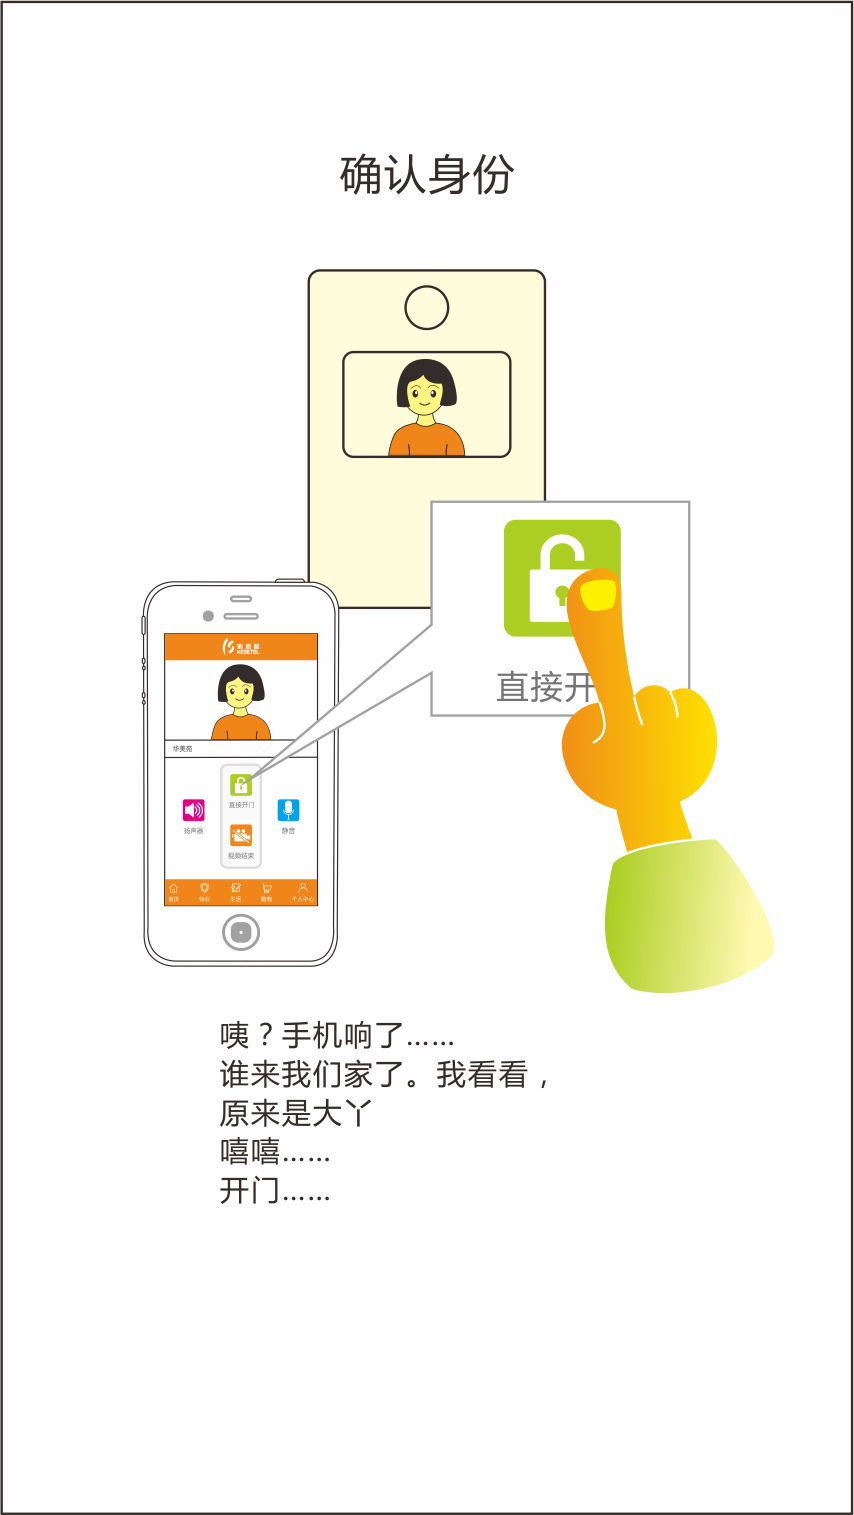 确认身份
直接开
KESETEL
华美苑
直接开门
扬声器
静音
视频结束
首页 物业 生活 购物 个人中心
咦？手机响了……
谁来我们家了。我看看，
原来是大丫
嘻嘻……
开门……